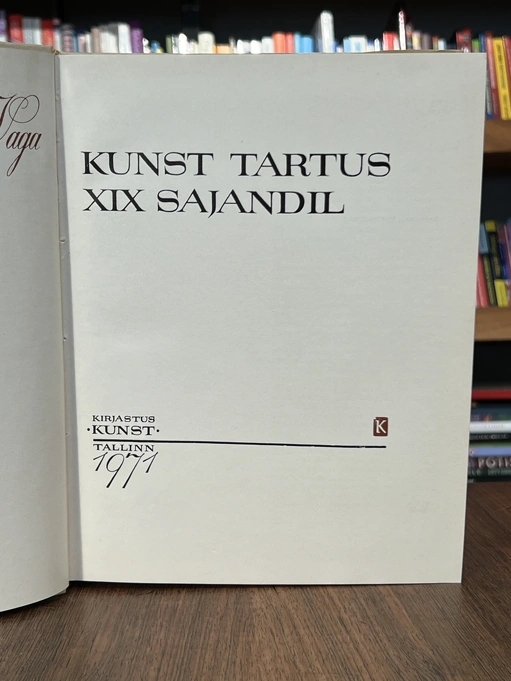 Vaga
KUNST TARTUS
XIX SAJANDIL
KIRJASTUS
·KUNST·
TALLINN
1971
K